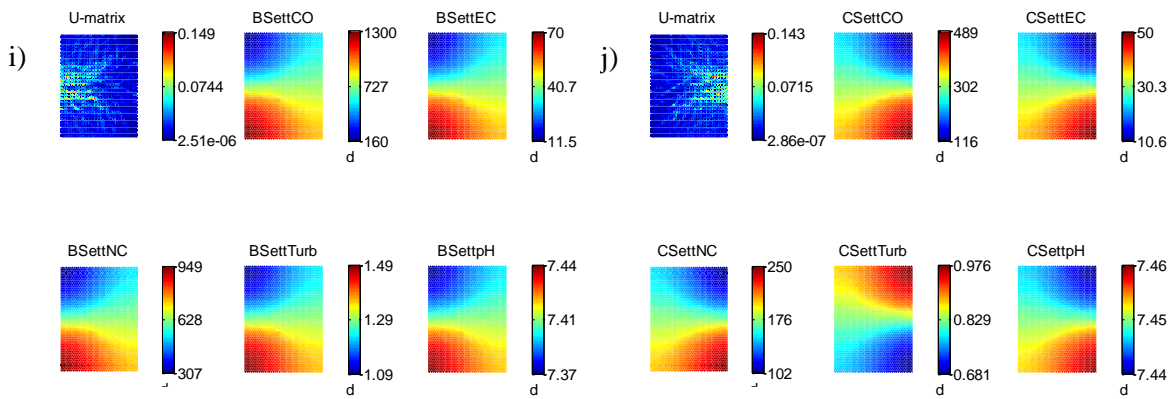 i)
U-matrix
0.149
0.0744
2.51e-06
BSettCO
1300
727
160
d
BSettEC
70
40.7
11.5
d
j)
U-matrix
0.143
0.0715
2.86e-07
CSettCO
489
302
116
d
CSettEC
50
30.3
10.6
d
BSettNC
949
628
307
BSettTurb
1.49
1.29
1.09
d
BSettpH
7.44
7.41
7.37
d
CSettNC
250
176
102
d
CSettTurb
0.976
0.829
0.681
d
CSettpH
7.46
7.45
7.44
d